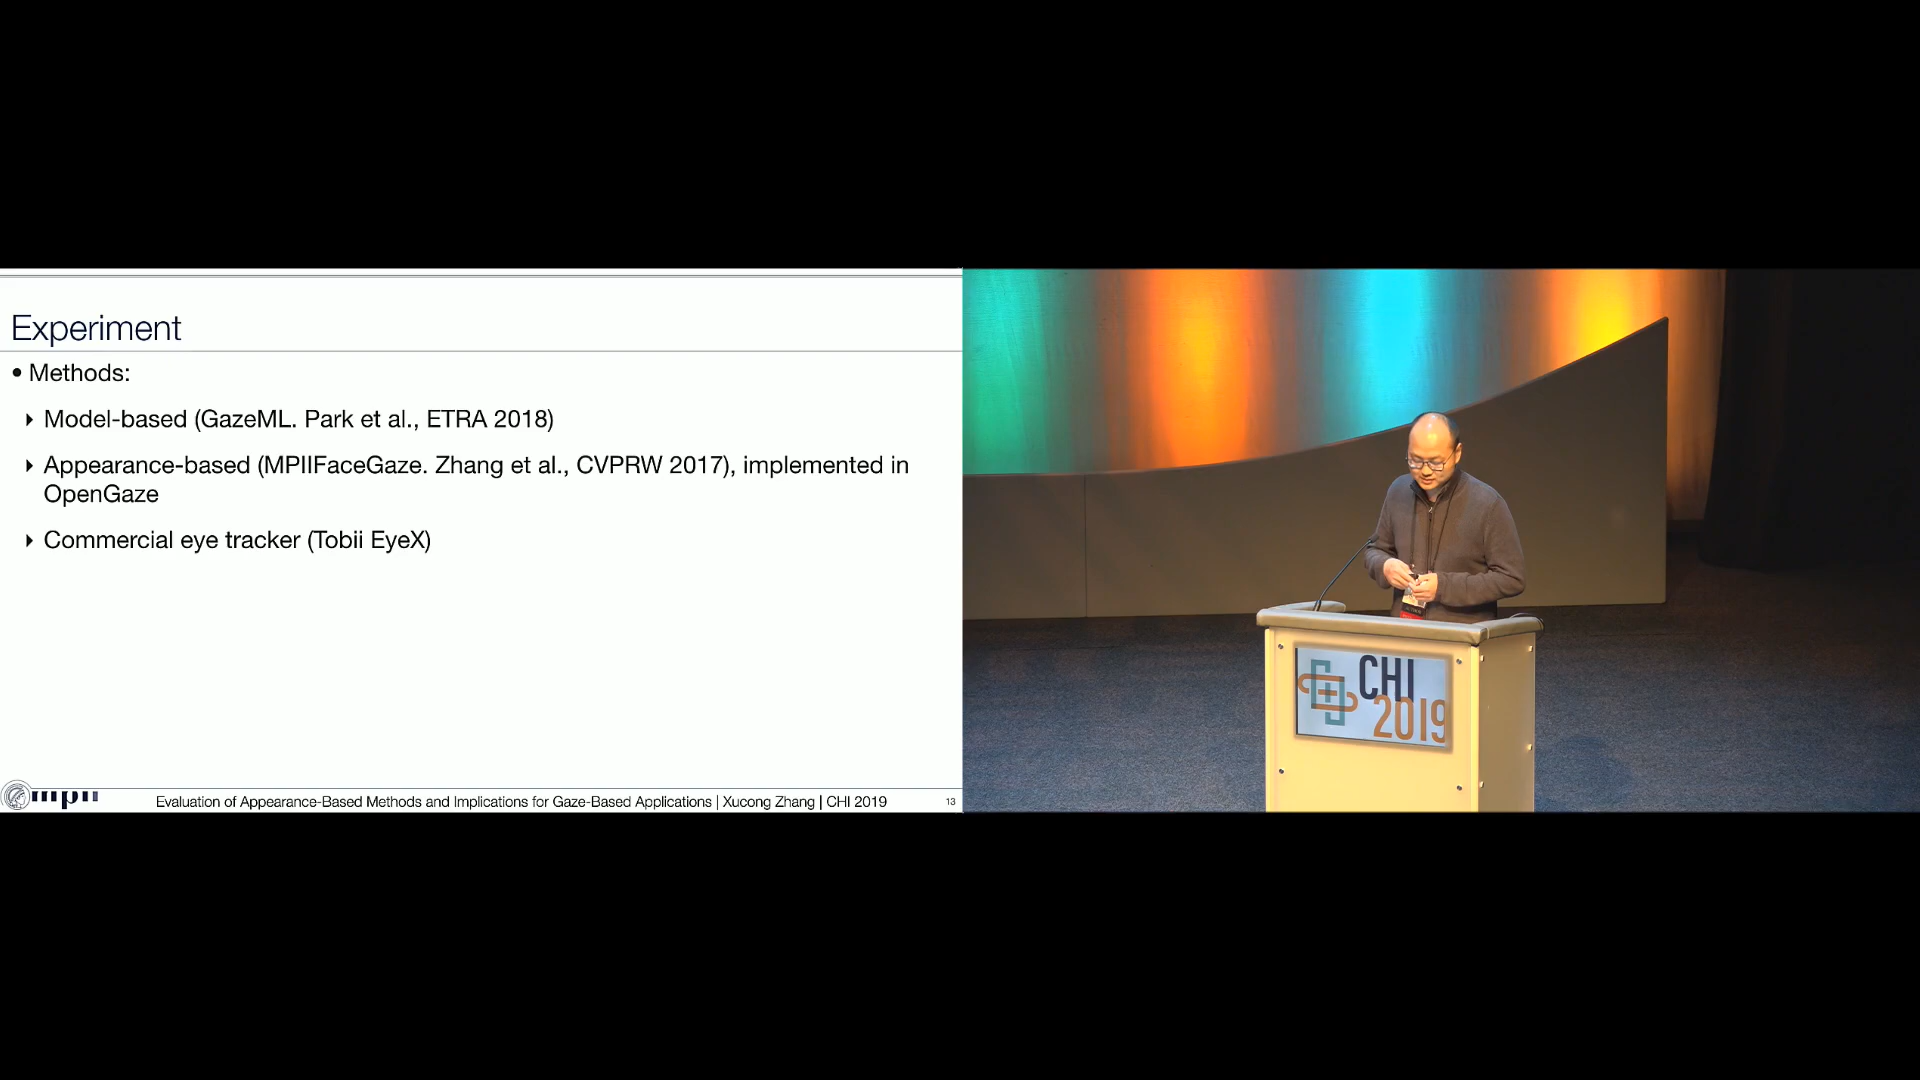 Experiment
• Methods:
Model-based (GazeML. Park et al., ETRA 2018)
Appearance-based (MPIIFaceGaze. Zhang et al., CVPRW 2017), implemented in
OpenGaze
Commercial eye tracker (Tobii EyeX)
mpii
Evaluation of Appearance-Based Methods and Implications for Gaze-Based Applications | Xucong Zhang | CHI 2019
13
CHI
2019